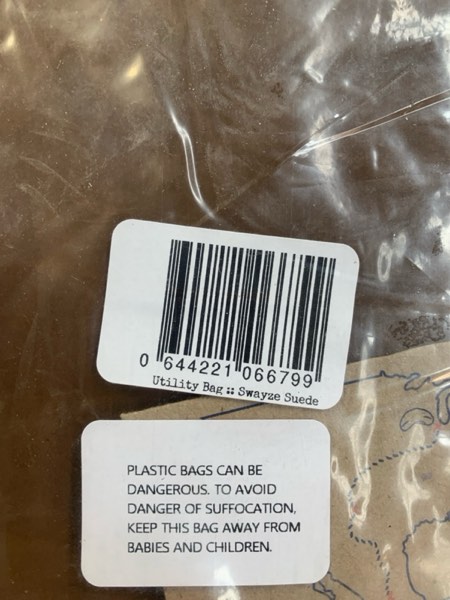 0 644221 066799
Utility Bag :: Swayze Suede
PLASTIC BAGS CAN BE
DANGEROUS. TO AVOID
DANGER OF SUFFOCATION,
KEEP THIS BAG AWAY FROM
BABIES AND CHILDREN.